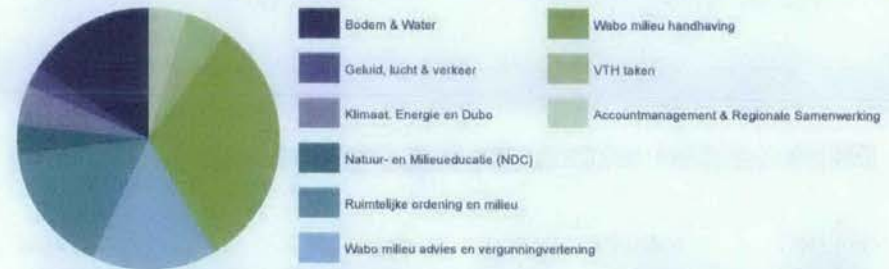 Bodem & Water
Geluid, lucht & verkeer
Klimaat, Energie en Dubo
Natuur- en Milieueducatie (NDC)
Ruimtelijke ordening en milieu
Wabo milieu advies en vergunningverlening
Wabo milieu handhaving
VTH taken
Accountmanagement & Regionale Samenwerking